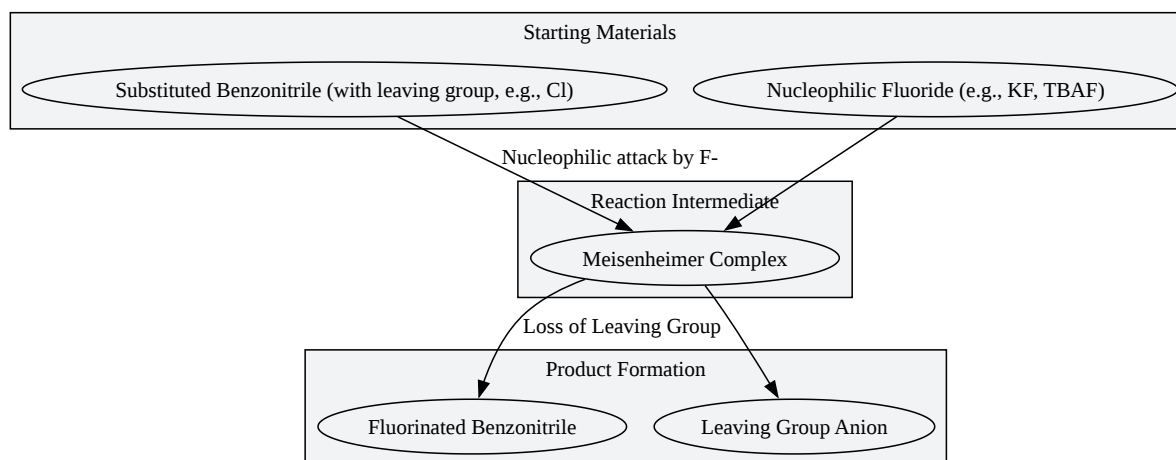 Starting Materials
Substituted Benzonitrile (with leaving group, e.g., Cl)
Nucleophilic Fluoride (e.g., KF, TBAF)
Nucleophilic attack by F-
Reaction Intermediate
Meisenheimer Complex
Loss of Leaving Group
Product Formation
Fluorinated Benzonitrile
Leaving Group Anion